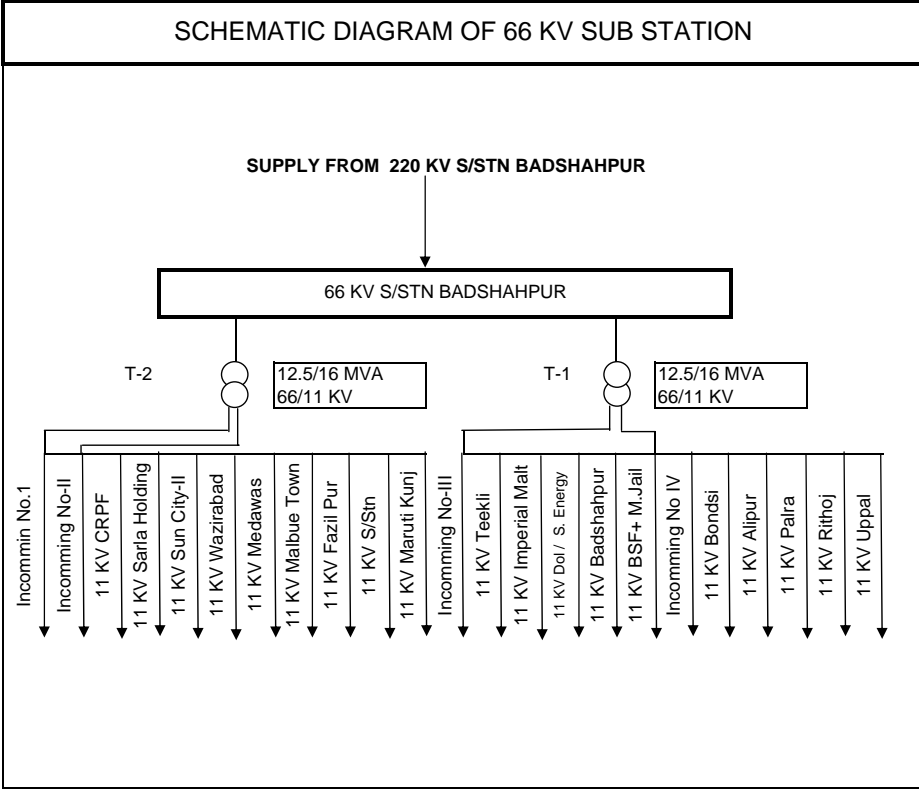 SCHEMATIC DIAGRAM OF 66 KV SUB STATION
SUPPLY FROM 220 KV S/STN BADSHAHPUR
66 KV S/STN BADSHAHPUR
T-2
12.5/16 MVA
66/11 KV
T-1
12.5/16 MVA
66/11 KV
Incommin No.1
Incomming No-II
11 KV CRPF
11 KV Sarla Holding
11 KV Sun City-II
11 KV Wazirabad
11 KV Medawas
11 KV Malbue Town
11 KV Fazil Pur
11 KV S/Stn
11 KV Maruti Kunj
Incomming No-III
11 KV Teekli
11 KV Imperial Malt
11 KV Dol / S. Energy
11 KV Badshahpur
11 KV BSF+ M.Jail
Incomming No IV
11 KV Bondsi
11 KV Alipur
11 KV Palra
11 KV Rithoj
11 KV Uppal